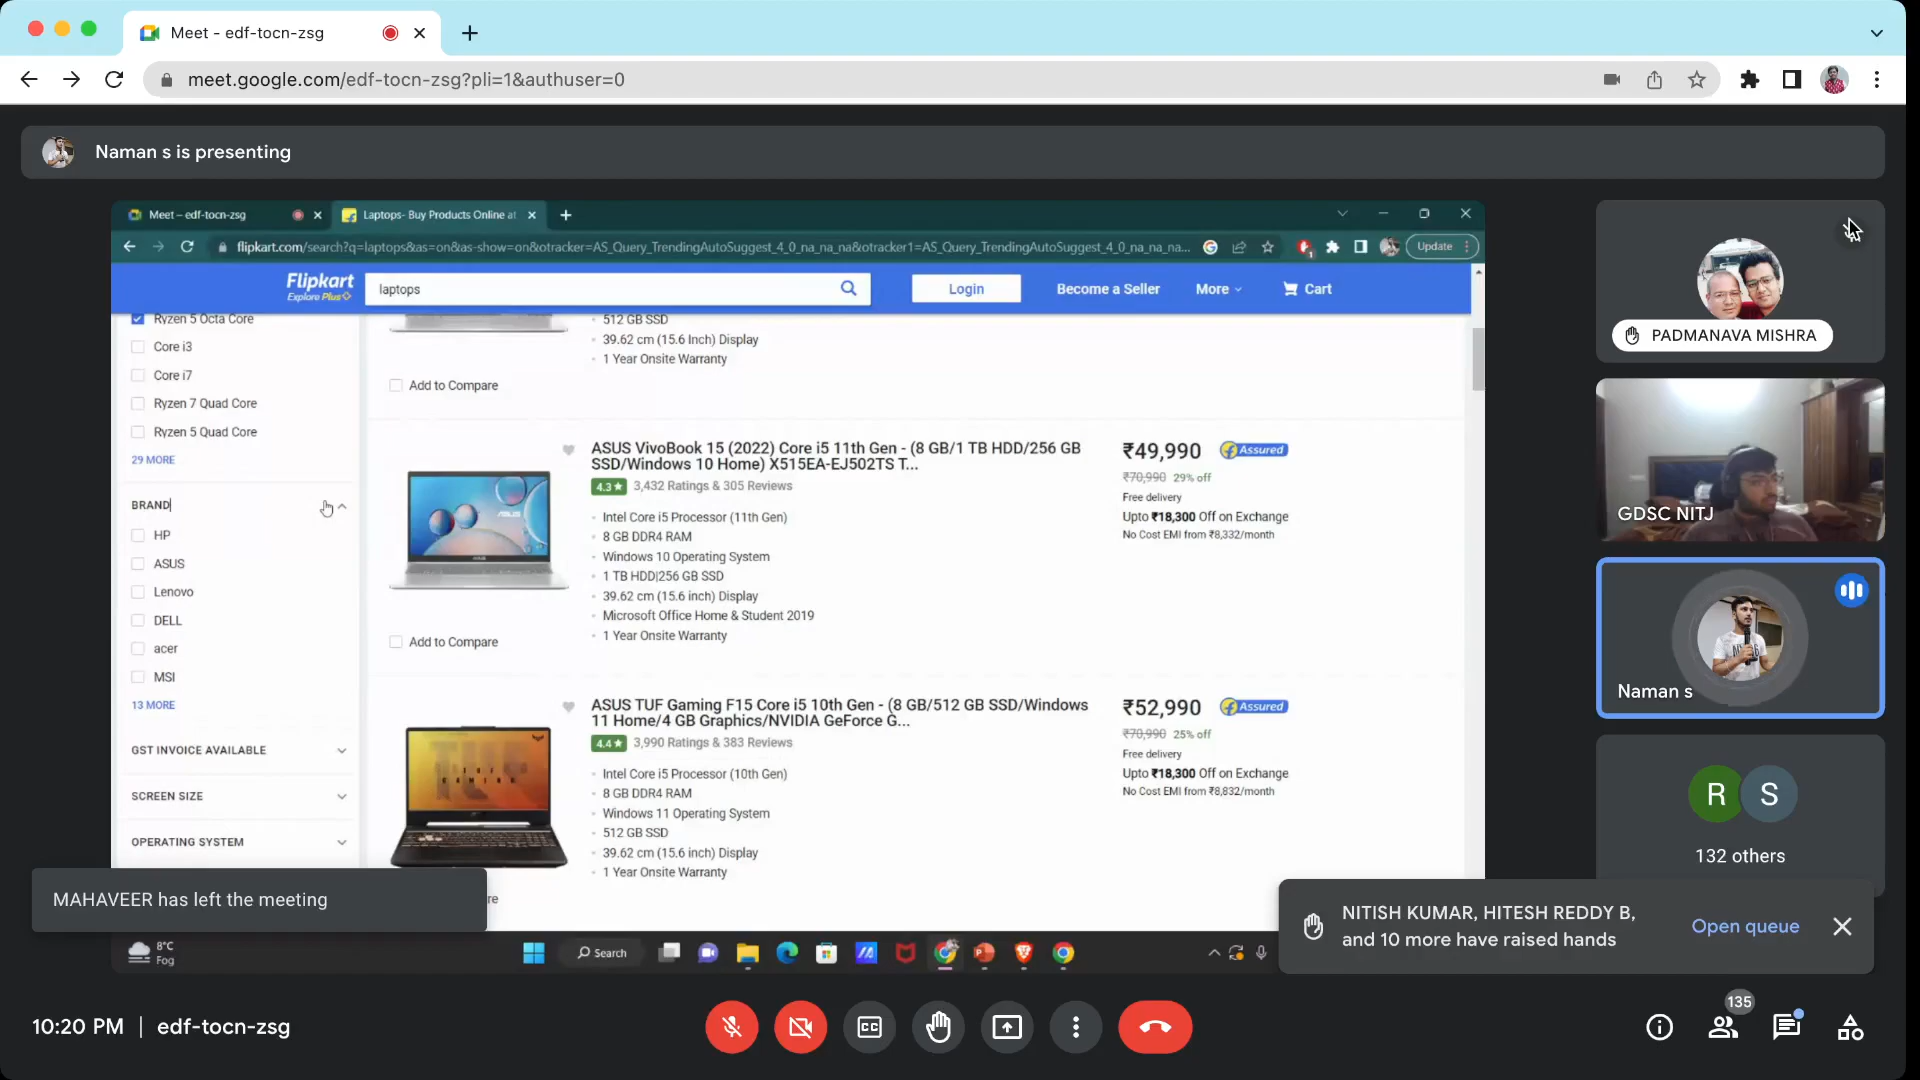 Meet - edf-tocn-zsg
meet.google.com/edf-tocn-zsg?pli=1&authuser=0
Naman s is presenting
Meet – edf-tocn-zsg
Laptops- Buy Products Online at
flipkart.com/search?q=laptops&as=on&as-show=on&otracker=AS_Query_TrendingAutoSuggest_4_0_na_na_na&otracker1=AS_Query_TrendingAutoSuggest_4_0_na_na_na...
Update
Flipkart
Explore Plus
laptops
Login
Become a Seller
More
Cart
Ryzen 5 Octa Core
Core i3
Core i7
Ryzen 7 Quad Core
Ryzen 5 Quad Core
29 MORE
BRAND
HP
ASUS
Lenovo
DELL
acer
MSI
13 MORE
GST INVOICE AVAILABLE
SCREEN SIZE
OPERATING SYSTEM
512 GB SSD
39.62 cm (15.6 Inch) Display
1 Year Onsite Warranty
Add to Compare
ASUS VivoBook 15 (2022) Core i5 11th Gen - (8 GB/1 TB HDD/256 GB
SSD/Windows 10 Home) X515EA-EJ502TS T...
4.3★ 3,432 Ratings & 305 Reviews
Intel Core i5 Processor (11th Gen)
8 GB DDR4 RAM
Windows 10 Operating System
1 TB HDD|256 GB SSD
39.62 cm (15.6 inch) Display
Microsoft Office Home & Student 2019
1 Year Onsite Warranty
₹49,990 Assured
₹70,990 29% off
Free delivery
Upto ₹18,300 Off on Exchange
No Cost EMI from ₹8,332/month
Add to Compare
ASUS TUF Gaming F15 Core i5 10th Gen - (8 GB/512 GB SSD/Windows
11 Home/4 GB Graphics/NVIDIA GeForce G...
4.4★ 3,990 Ratings & 383 Reviews
Intel Core i5 Processor (10th Gen)
8 GB DDR4 RAM
Windows 11 Operating System
512 GB SSD
39.62 cm (15.6 inch) Display
1 Year Onsite Warranty
₹52,990 Assured
₹70,990 25% off
Free delivery
Upto ₹18,300 Off on Exchange
No Cost EMI from ₹8,832/month
re
MAHAVEER has left the meeting
8°C
Fog
Search
PADMANAVA MISHRA
GDSC NITJ
Naman s
R S
132 others
NITISH KUMAR, HITESH REDDY B,
and 10 more have raised hands
Open queue
10:20 PM | edf-tocn-zsg
CC
135